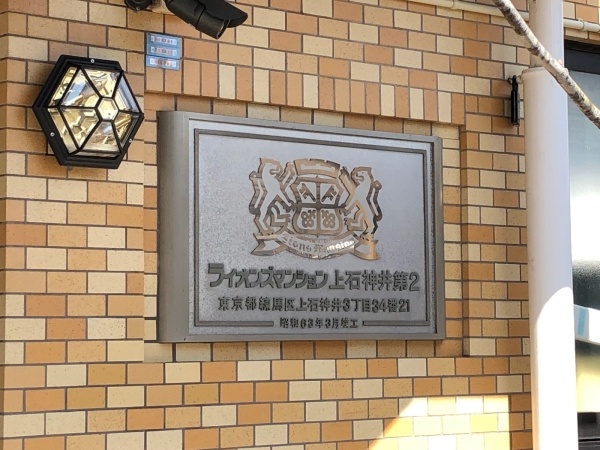 Lions Mansion
ライオンズマンション 上石神井第2
東京都練馬区上石神井3丁目34番21
昭和63年3月竣工